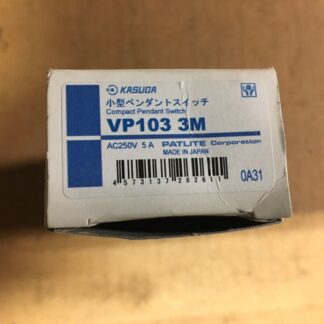 KASUGA
小型ペンダントスイッチ
Compact Pendant Switch
VP103 3M
AC250V 5A PATLITE Corporation
MADE IN JAPAN
4573137262611
0A31